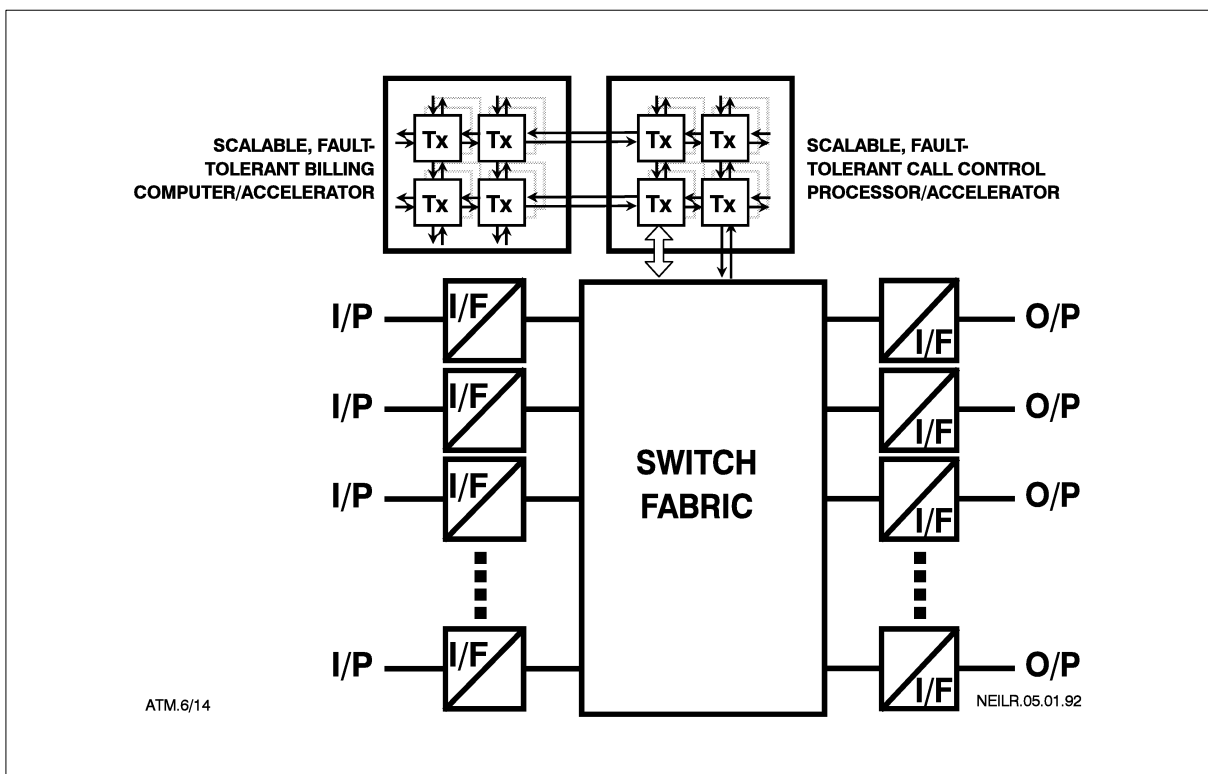 SCALABLE, FAULT-
TOLERANT BILLING
COMPUTER/ACCELERATOR
Tx Tx
Tx Tx
Tx Tx
Tx Tx
SCALABLE, FAULT-
TOLERANT CALL CONTROL
PROCESSOR/ACCELERATOR
I/P I/F
I/F O/P
I/P I/F
I/F O/P
I/P I/F
I/F O/P
SWITCH
FABRIC
I/P I/F
I/F O/P
ATM.6/14
NEILR.05.01.92